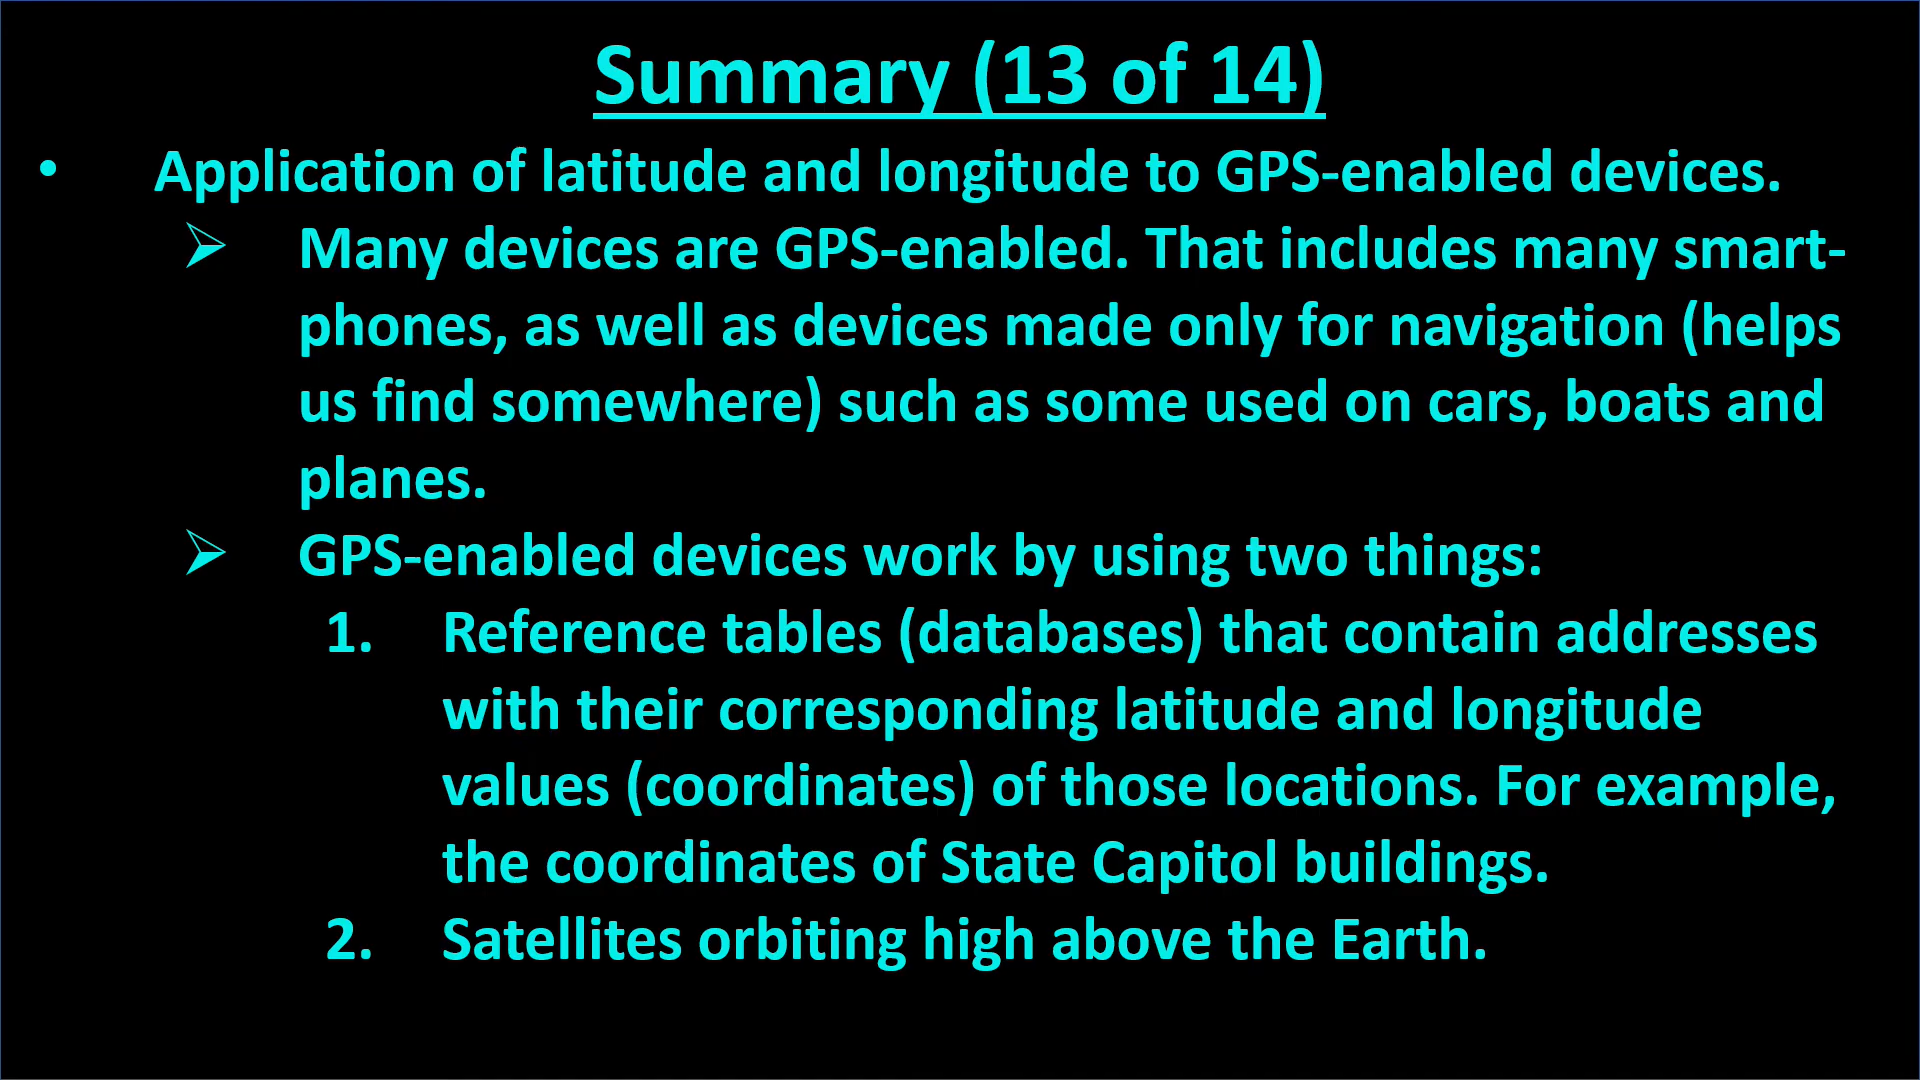 Summary (13 of 14)
• Application of latitude and longitude to GPS-enabled devices.
➢ Many devices are GPS-enabled. That includes many smart-
phones, as well as devices made only for navigation (helps
us find somewhere) such as some used on cars, boats and
planes.
➢ GPS-enabled devices work by using two things:
1. Reference tables (databases) that contain addresses
with their corresponding latitude and longitude
values (coordinates) of those locations. For example,
the coordinates of State Capitol buildings.
2. Satellites orbiting high above the Earth.